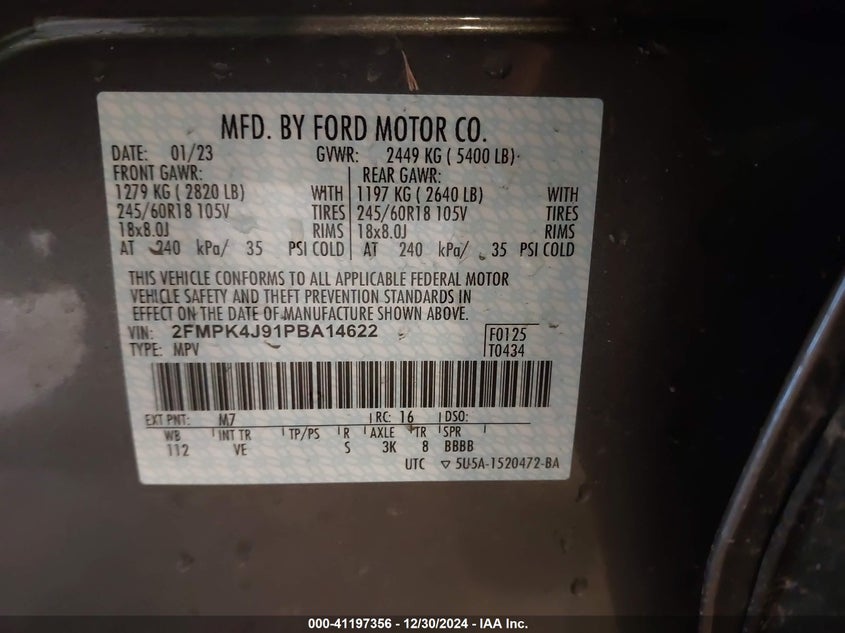 MFD. BY FORD MOTOR CO.
DATE: 01/23 GVWR: 2449 KG ( 5400 LB)
FRONT GAWR: REAR GAWR:
1279 KG ( 2820 LB) WITH 1197 KG ( 2640 LB) WITH
245/60R18 105V TIRES 245/60R18 105V TIRES
18x8.0J RIMS 18x8.0J RIMS
AT 240 kPa/ 35 PSI COLD AT 240 kPa/ 35 PSI COLD
THIS VEHICLE CONFORMS TO ALL APPLICABLE FEDERAL MOTOR
VEHICLE SAFETY AND THEFT PREVENTION STANDARDS IN
EFFECT ON THE DATE OF MANUFACTURE SHOWN ABOVE.
VIN: 2FMPK4J91PBA14622 F0125
TYPE: MPV T0434
EXT PNT: M7 RC: 16 DSO:
WB INT TR TP/PS R AXLE TR SPR
112 VE S 3K 8 BBBB
UTC ▽ 5U5A-1520472-BA
000-41197356 - 12/30/2024 - IAA Inc.